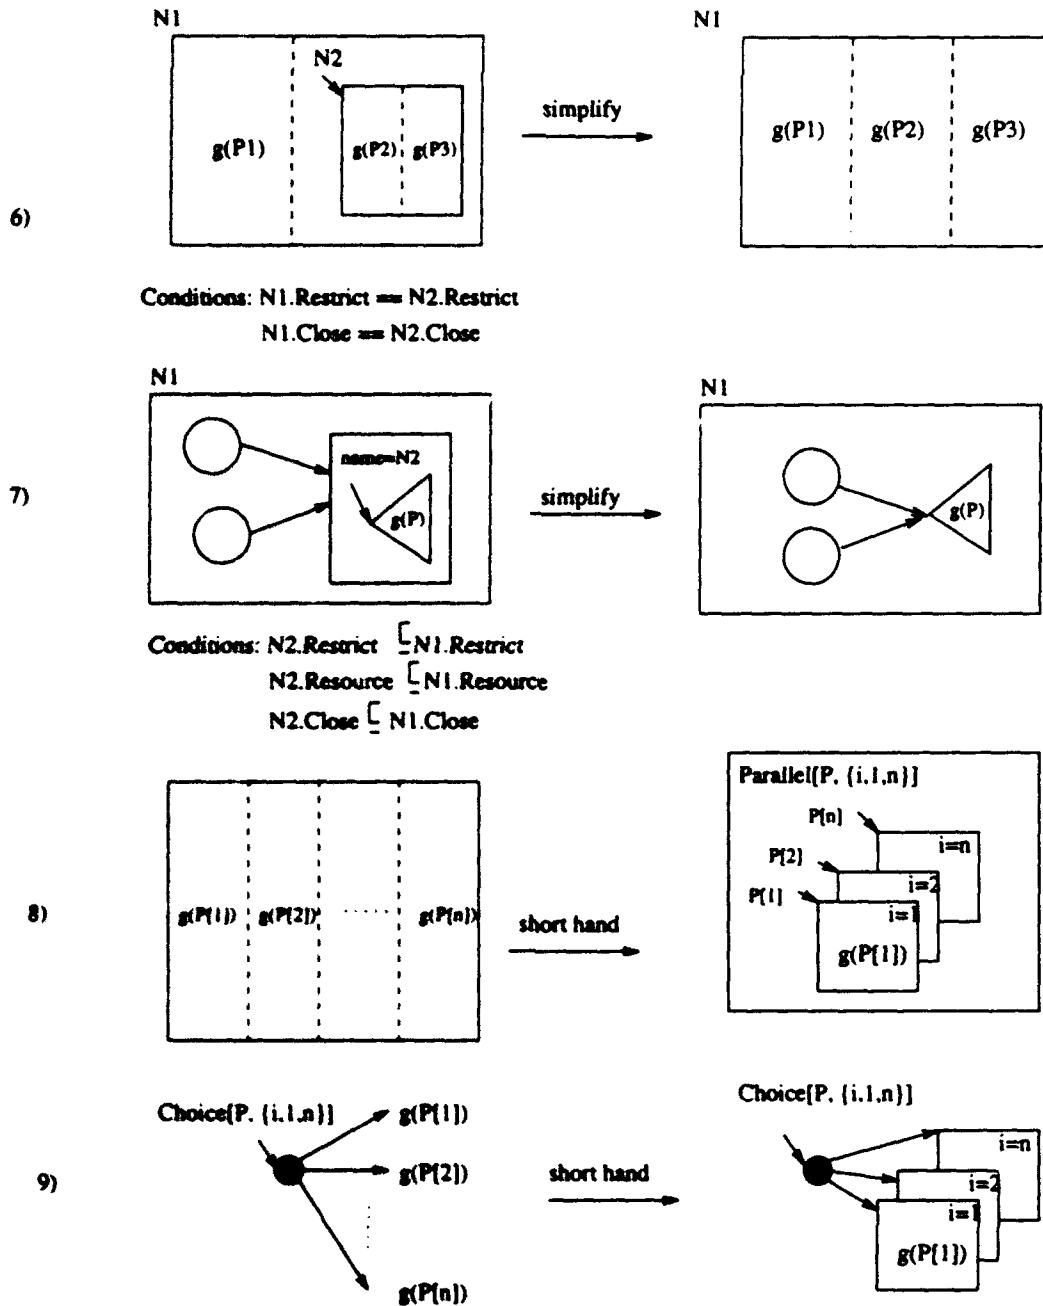 N1
N1
N2
simplify
g(P1)
g(P2)
g(P3)
g(P1)
g(P2)
g(P3)
6)
Conditions: N1.Restrict == N2.Restrict
N1.Close == N2.Close
N1
N1
name=N2
7)
g(P)
simplify
g(P)
Conditions: N2.Restrict ⊑ N1.Restrict
N2.Resource ⊑ N1.Resource
N2.Close ⊑ N1.Close
Parallel[P, {i,1,n}]
P[n]
i=n
P[2]
i=2
P[1]
i=1
8)
g(P[1])
g(P[2])
g(P[n])
short hand
g(P[1])
Choice[P, {i,1,n}]
g(P[1])
Choice[P, {i,1,n}]
i=n
9)
g(P[2])
short hand
i=2
i=1
g(P[1])
g(P[n])